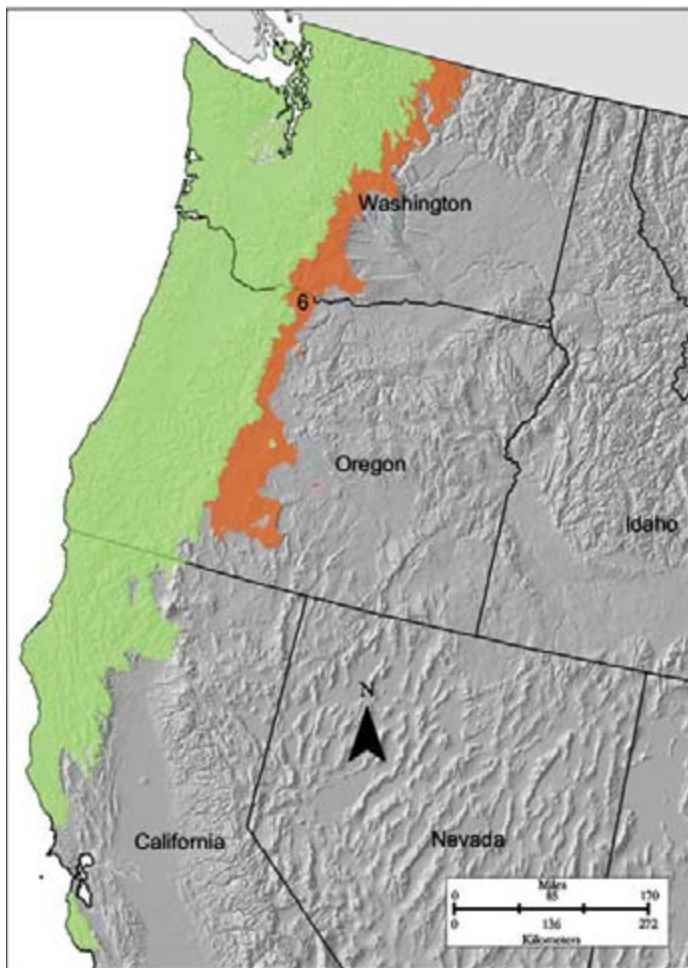 Washington
6
Oregon
Idaho
N
California
Nevada
Miles
0 85 170
0 136 272
Kilometers